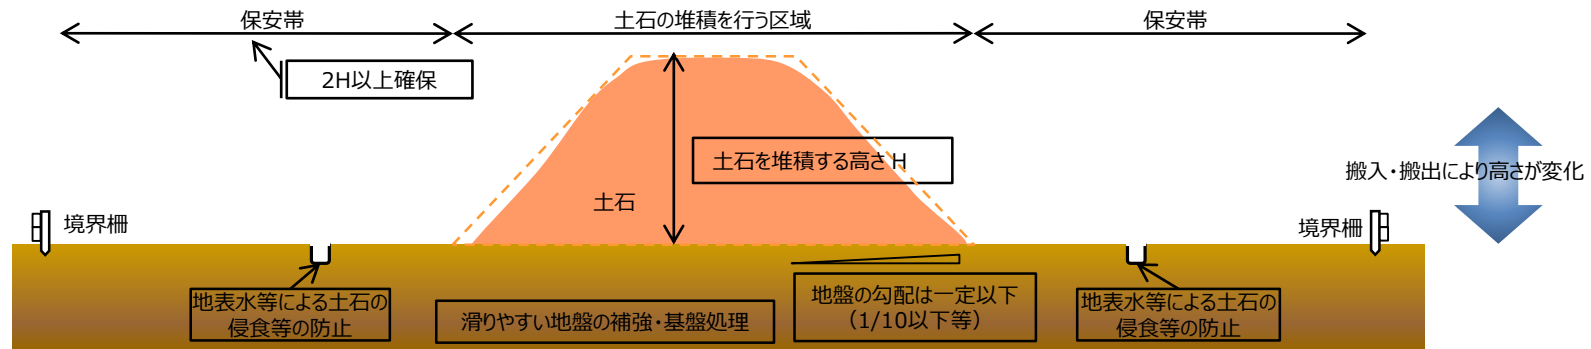 保安帯
土石の堆積を行う区域
保安帯
2H以上確保
土石を堆積する高さH
搬入・搬出により高さが変化
土石
境界柵
境界柵
地表水等による土石の
侵食等の防止
滑りやすい地盤の補強・基盤処理
地盤の勾配は一定以下
（1/10以下等）
地表水等による土石の
侵食等の防止